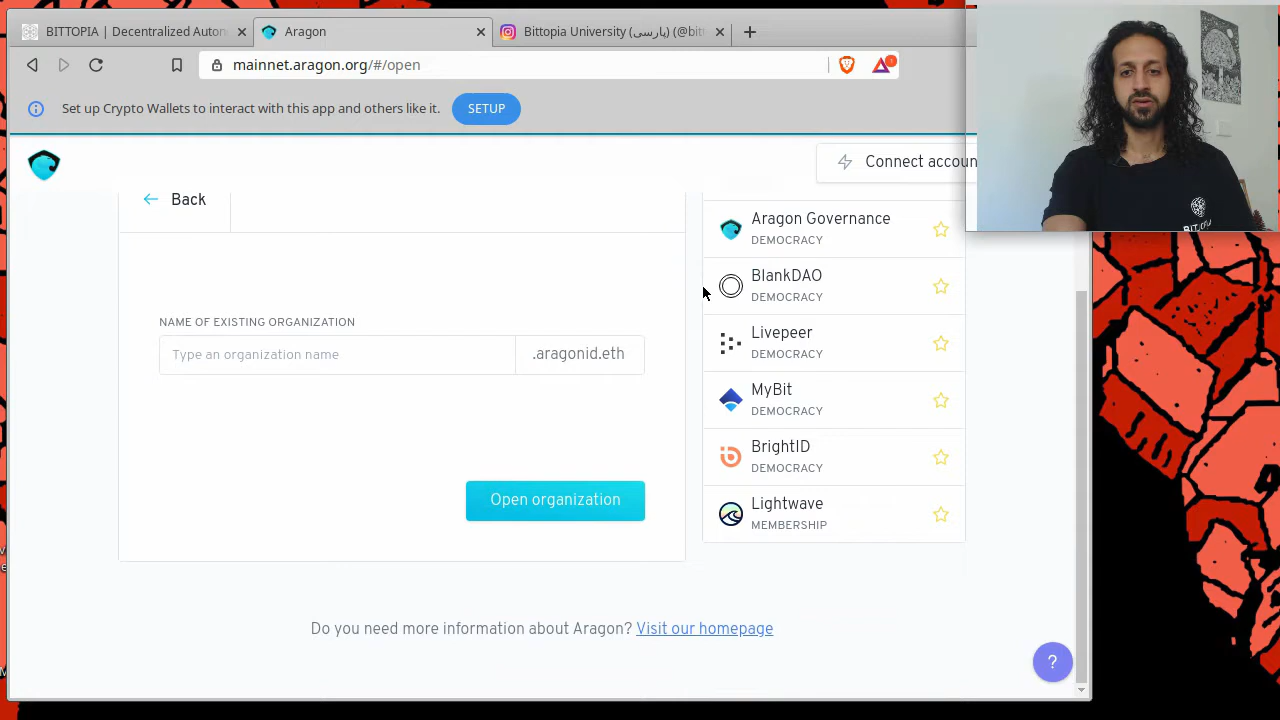 BITTOPIA | Decentralized Auton
Aragon
Bittopia University (پارسی) (@bit
mainnet.aragon.org/#/open
Set up Crypto Wallets to interact with this app and others like it.
SETUP
Connect accoun
Back
NAME OF EXISTING ORGANIZATION
Type an organization name
.aragonid.eth
Open organization
Aragon Governance
DEMOCRACY
BlankDAO
DEMOCRACY
Livepeer
DEMOCRACY
MyBit
DEMOCRACY
BrightID
DEMOCRACY
Lightwave
MEMBERSHIP
Do you need more information about Aragon? Visit our homepage
?